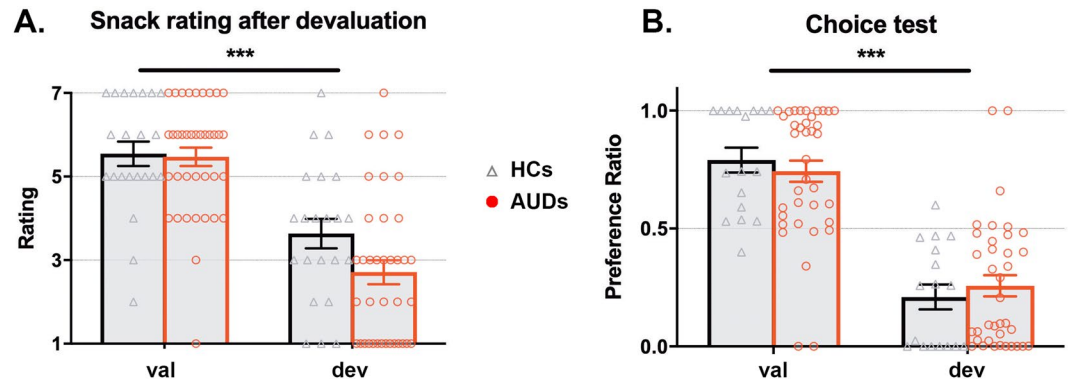 A.
Snack rating after devaluation
***
Rating
7
5
3
1
val
dev
HCs
AUDs
B.
Choice test
***
Preference Ratio
1.0
0.5
0.0
val
dev